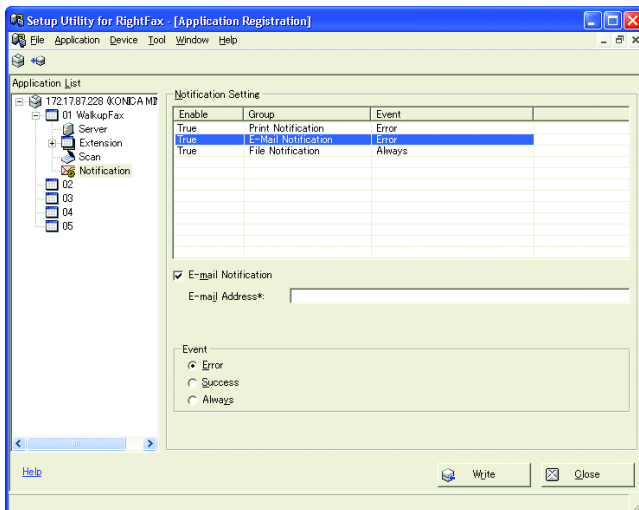 Setup Utility for RightFax - [Application Registration]
File Application Device Tool Window Help
Application List
172.17.87.228 (KONICA MI
01 WalkupFax
Server
Extension
Scan
Notification
02
03
04
05
Notification Setting
Enable Group Event
True Print Notification Error
True E-Mail Notification Error
True File Notification Always
E-mail Notification
E-mail Address*:
Event
Error
Success
Always
Help
Write
Close